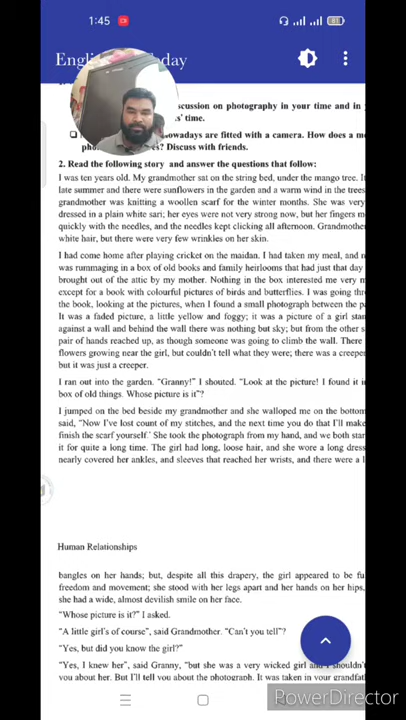 1:45
Englis day
scussion on photography in your time and in
s' time.
nowadays are fitted with a camera. How does a
es? Discuss with friends.
2. Read the following story and answer the questions that follow:
I was ten years old. My grandmother sat on the string bed, under the mango tree. It
late summer and there were sunflowers in the garden and a warm wind in the trees
grandmother was knitting a woollen scarf for the winter months. She was very
dressed in a plain white sari; her eyes were not very strong now, but her fingers m
quickly with the needles, and the needles kept clicking all afternoon. Grandmother
white hair, but there were very few wrinkles on her skin.
I had come home after playing cricket on the maidan. I had taken my meal, and n
was rummaging in a box of old books and family heirlooms that had just that day
brought out of the attic by my mother. Nothing in the box interested me very m
except for a book with colourful pictures of birds and butterflies. I was going thr
the book, looking at the pictures, when I found a small photograph between the pa
It was a faded picture, a little yellow and foggy; it was a picture of a girl stan
against a wall and behind the wall there was nothing but sky; but from the other s
pair of hands reached up, as though someone was going to climb the wall. There
flowers growing near the girl, but couldn't tell what they were; there was a creepe
but it was just a creeper.
I ran out into the garden. "Granny!" I shouted. "Look at the picture! I found it i
box of old things. Whose picture is it"?
I jumped on the bed beside my grandmother and she walloped me on the bottom
said, "Now I've lost count of my stitches, and the next time you do that I'll make
finish the scarf yourself.' She took the photograph from my hand, and we both star
it for quite a long time. The girl had long, loose hair, and she wore a long dress
nearly covered her ankles, and sleeves that reached her wrists, and there were a l
Human Relationships
bangles on her hands; but, despite all this drapery, the girl appeared to be fu
freedom and movement; she stood with her legs apart and her hands on her hips,
she had a wide, almost devilish smile on her face.
"Whose picture is it?" I asked.
"A little girl's of course", said Grandmother. "Can't you tell"?
"Yes, but did you know the girl?"
"Yes, I knew her", said Granny, "but she was a very wicked girl and I shouldn't
you about her. But I'll tell you about the photograph. It was taken in your grandfath
PowerDirector